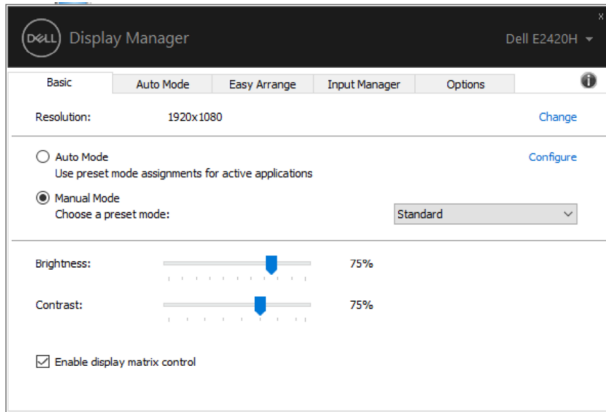 x
DELL Display Manager Dell E2420H
Basic Auto Mode Easy Arrange Input Manager Options i
Resolution: 1920x1080 Change
Auto Mode Configure
Use preset mode assignments for active applications
Manual Mode
Choose a preset mode: Standard
Brightness: 75%
Contrast: 75%
Enable display matrix control